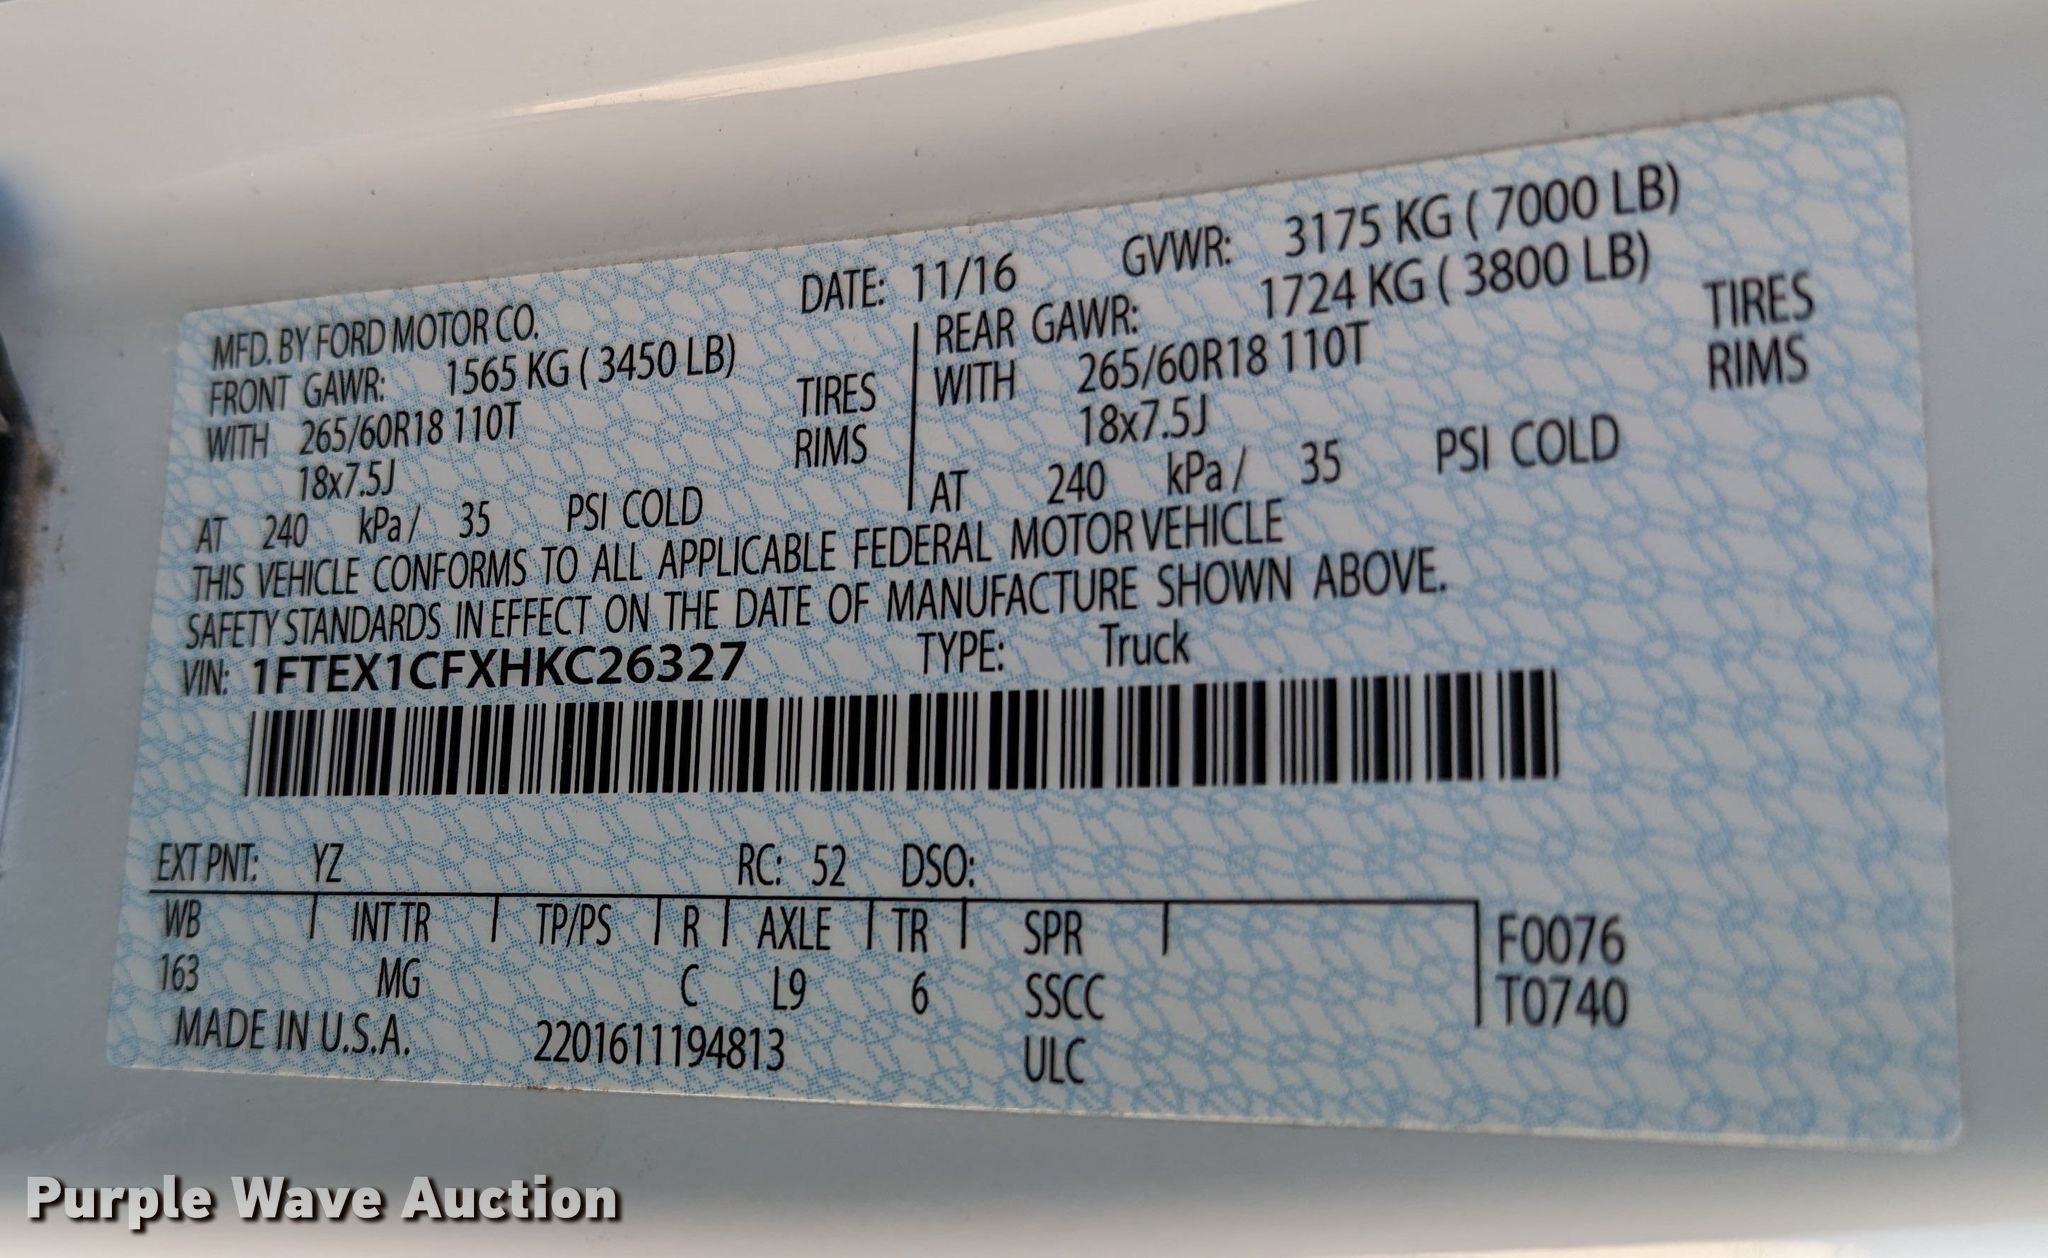 MFD. BY FORD MOTOR CO. DATE: 11/16 GVWR: 3175 KG ( 7000 LB)
FRONT GAWR: 1565 KG ( 3450 LB) REAR GAWR: 1724 KG ( 3800 LB)
WITH 265/60R18 110T TIRES WITH 265/60R18 110T TIRES
18x7.5J RIMS 18x7.5J RIMS
AT 240 kPa/ 35 PSI COLD AT 240 kPa/ 35 PSI COLD
THIS VEHICLE CONFORMS TO ALL APPLICABLE FEDERAL MOTOR VEHICLE
SAFETY STANDARDS IN EFFECT ON THE DATE OF MANUFACTURE SHOWN ABOVE.
VIN: 1FTEX1CFXHKC26327 TYPE: Truck
EXT PNT: YZ RC: 52 DSO:
WB INT TR TP/PS R AXLE TR SPR F0076
163 MG C L9 6 SSCC T0740
MADE IN U.S.A. 2201611194813 ULC
Purple Wave Auction